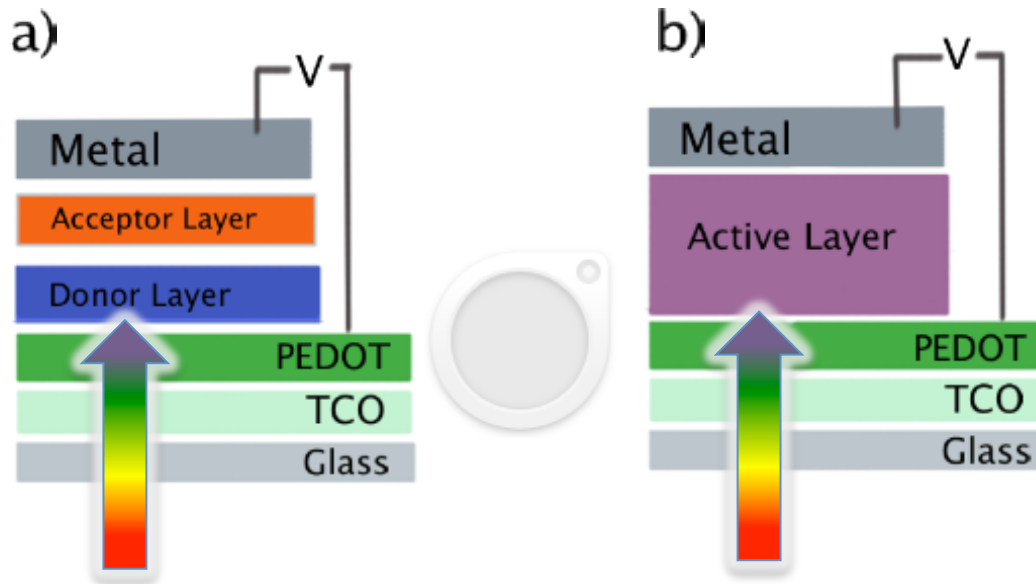 a)
V
Metal
Acceptor Layer
Donor Layer
PEDOT
TCO
Glass
b)
V
Metal
Active Layer
PEDOT
TCO
Glass